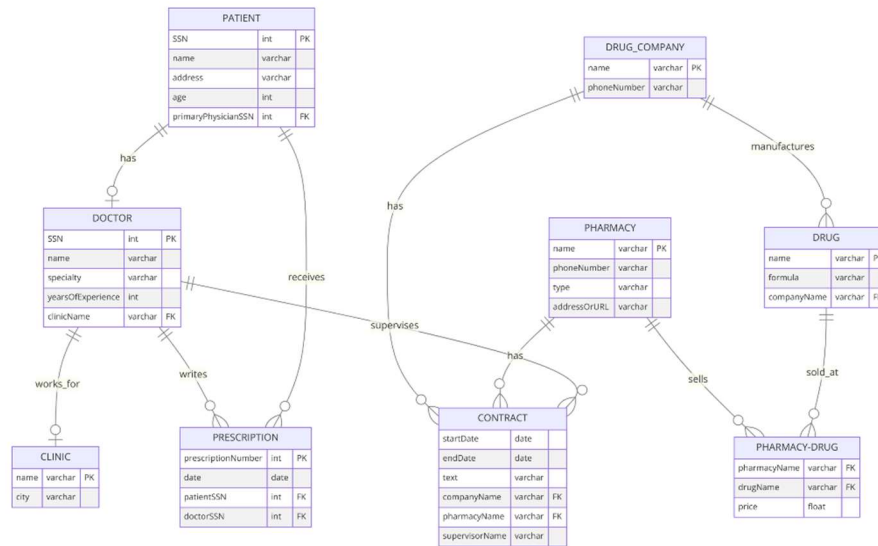 PATIENT
SSN int PK
name varchar
address varchar
age int
primaryPhysicianSSN int FK
DRUG_COMPANY
name varchar PK
phoneNumber varchar
has
manufactures
has
DOCTOR
SSN int PK
name varchar
specialty varchar
yearsOfExperience int
clinicName varchar FK
receives
PHARMACY
name varchar PK
phoneNumber varchar
type varchar
addressOrURL varchar
DRUG
name varchar P
formula varchar
companyName varchar F
supervises
has
works_for
writes
sells
sold_at
CLINIC
name varchar PK
city varchar
PRESCRIPTION
prescriptionNumber int PK
date date
patientSSN int FK
doctorSSN int FK
CONTRACT
startDate date
endDate date
text varchar
companyName varchar FK
pharmacyName varchar FK
supervisorName varchar
PHARMACY-DRUG
pharmacyName varchar FK
drugName varchar FK
price float